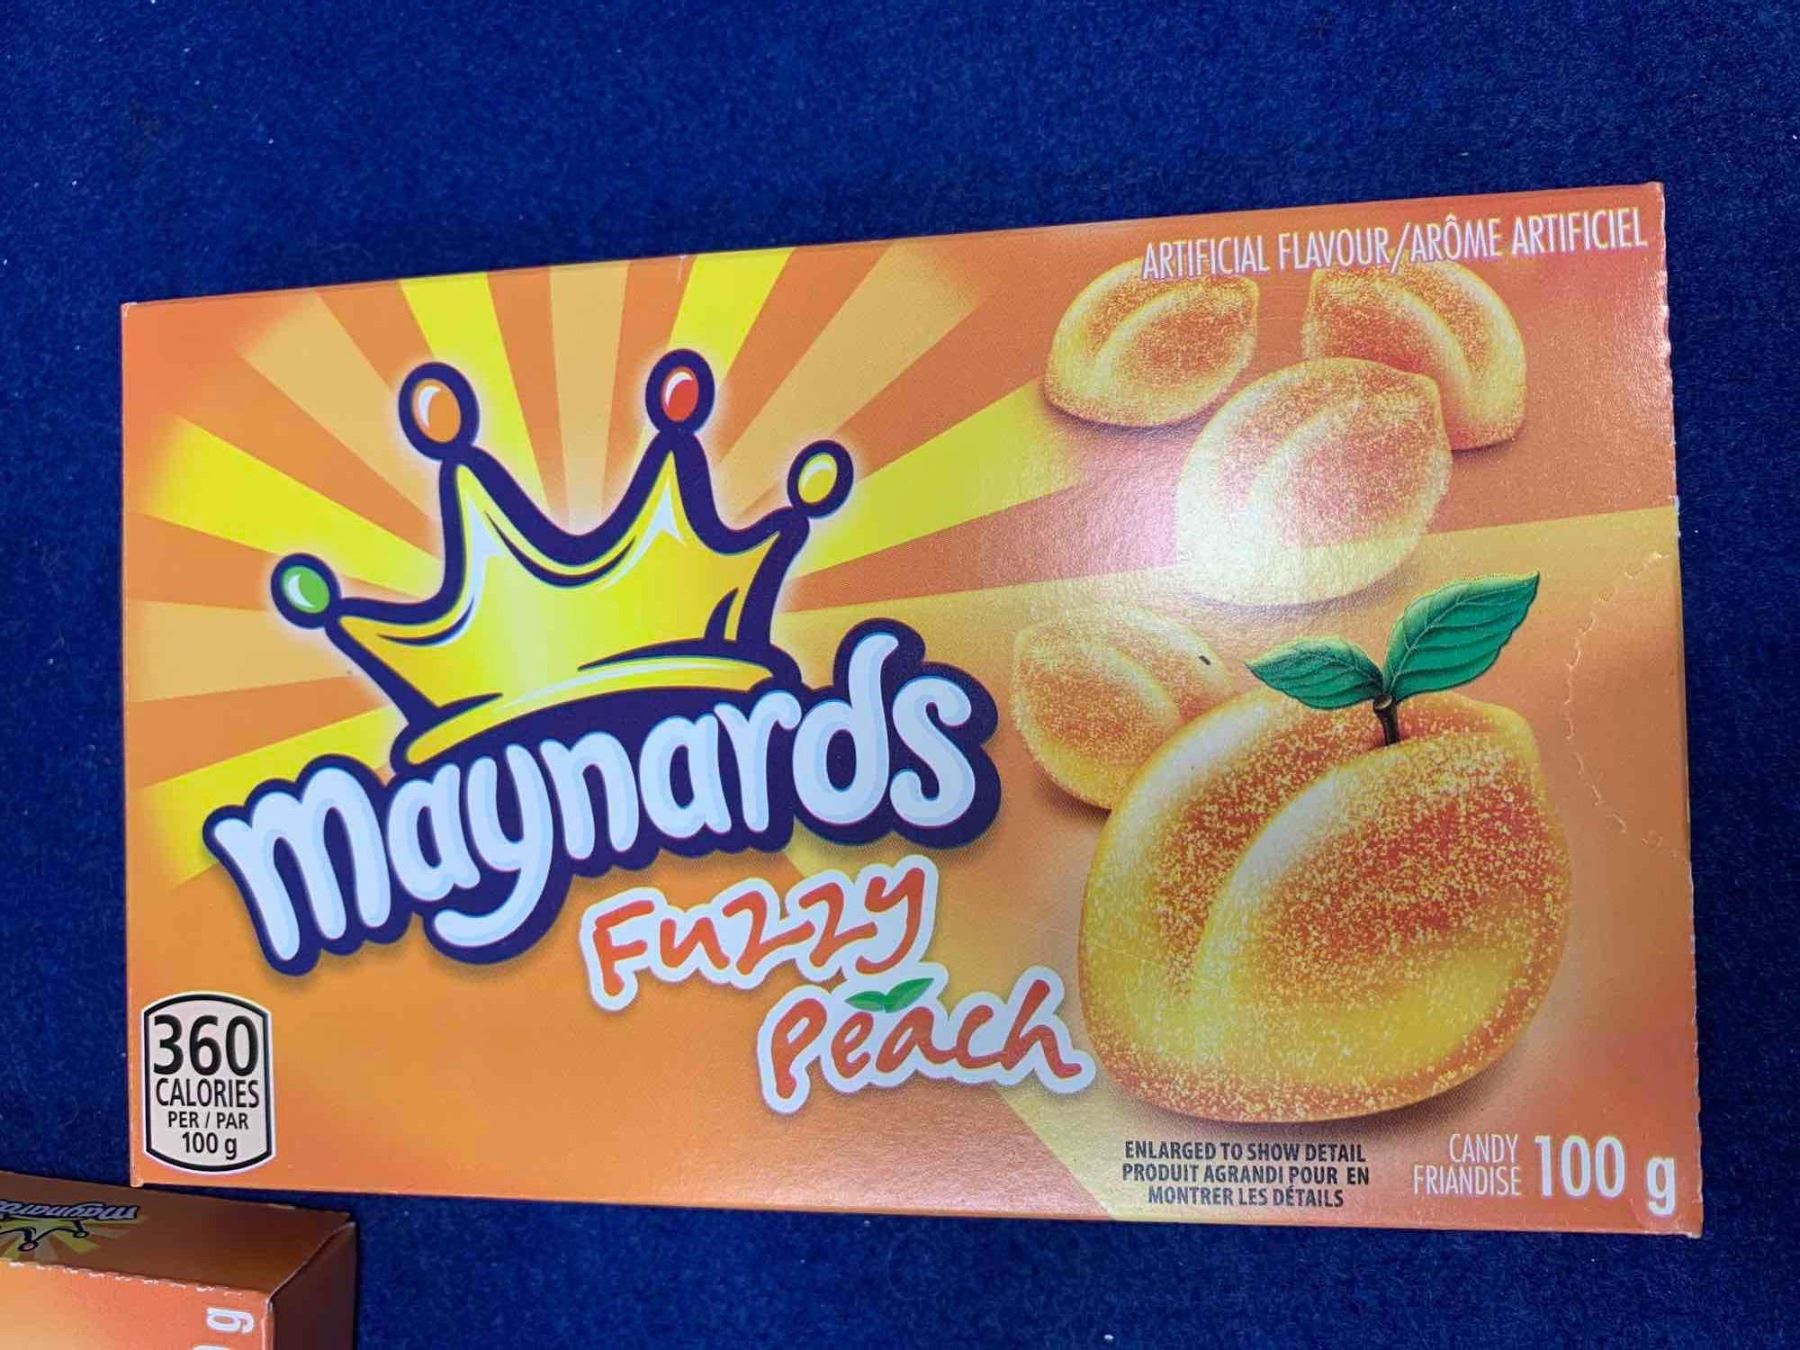 ARTIFICIAL FLAVOUR/ARÔME ARTIFICIEL
maynards
Fuzzy
Peach
360
CALORIES
PER / PAR
100 g
ENLARGED TO SHOW DETAIL
PRODUIT AGRANDI POUR EN
MONTRER LES DÉTAILS
CANDY
FRIANDISE
100 g
maynards
g